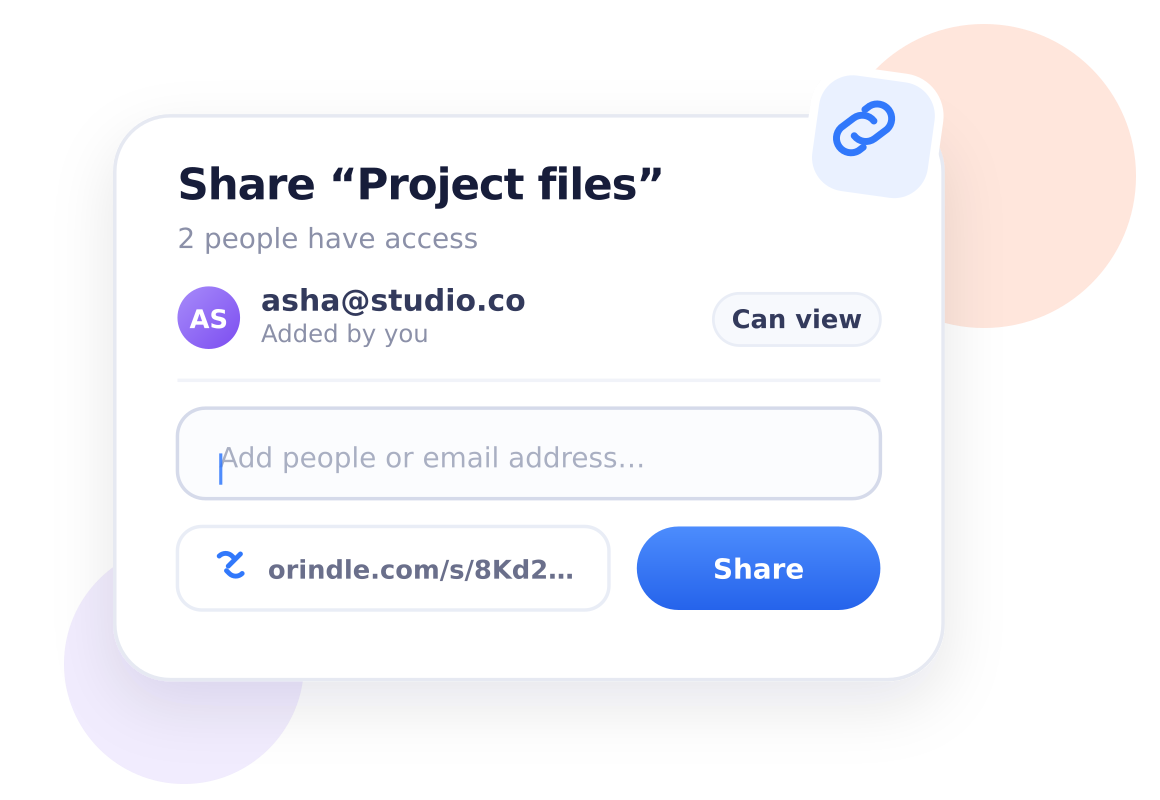 Share “Project files”
2 people have access
AS
asha@studio.co
Added by you
Can view
Add people or email address…
orindle.com/s/8Kd2…
Share